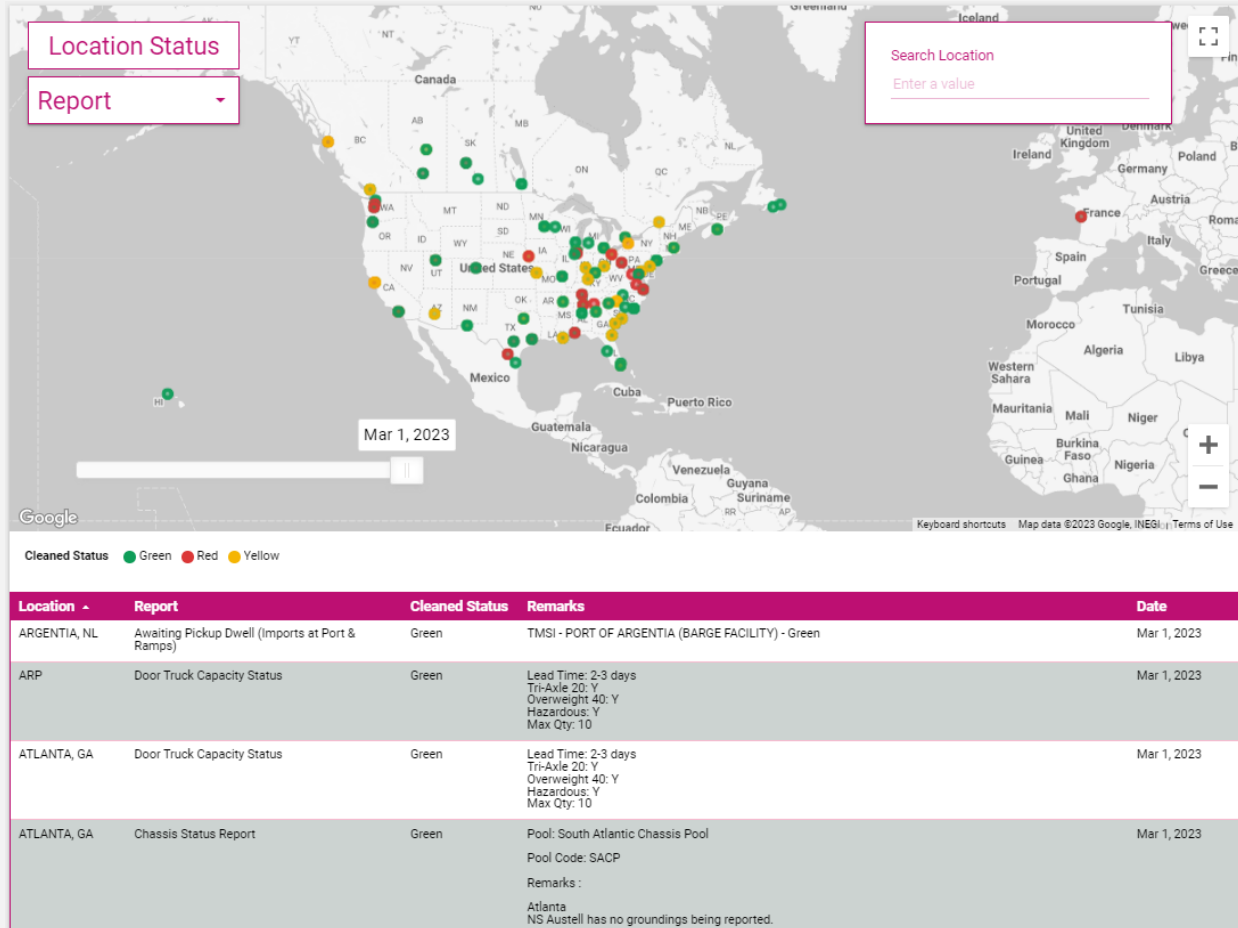 Location Status
Report
Search Location
Enter a value
Greenland
Iceland
NU
YT
NT
Canada
AB
BC
SK
MB
ON
QC
NL
NB
PE
ME
NH
NY
WA
OR
MT
ID
WY
ND
SD
NE
MN
WI
IA
MI
IL
PA
WV
KY
NV
UT
United States
MO
CA
AZ
NM
OK
AR
TX
MS
AL
GA
LA
HI
Mexico
Cuba
Puerto Rico
Guatemala
Nicaragua
Venezuela
Guyana
Suriname
Colombia
RR
AP
Ecuador
United
Kingdom
Ireland
Denmark
Poland
Germany
Austria
France
Italy
Spain
Portugal
Greece
Tunisia
Morocco
Algeria
Libya
Western
Sahara
Mauritania
Mali
Niger
Burkina
Faso
Guinea
Nigeria
Ghana
Mar 1, 2023
Google
Keyboard shortcuts Map data ©2023 Google, INEGI Terms of Use
Cleaned Status Green Red Yellow
Location Report Cleaned Status Remarks Date
ARGENTIA, NL Awaiting Pickup Dwell (Imports at Port & Green TMSI - PORT OF ARGENTIA (BARGE FACILITY) - Green Mar 1, 2023
Ramps)
ARP Door Truck Capacity Status Green Lead Time: 2-3 days Mar 1, 2023
Tri-Axle 20: Y
Overweight 40: Y
Hazardous: Y
Max Qty: 10
ATLANTA, GA Door Truck Capacity Status Green Lead Time: 2-3 days Mar 1, 2023
Tri-Axle 20: Y
Overweight 40: Y
Hazardous: Y
Max Qty: 10
ATLANTA, GA Chassis Status Report Green Pool: South Atlantic Chassis Pool Mar 1, 2023
Pool Code: SACP
Remarks :
Atlanta
NS Austell has no groundings being reported.